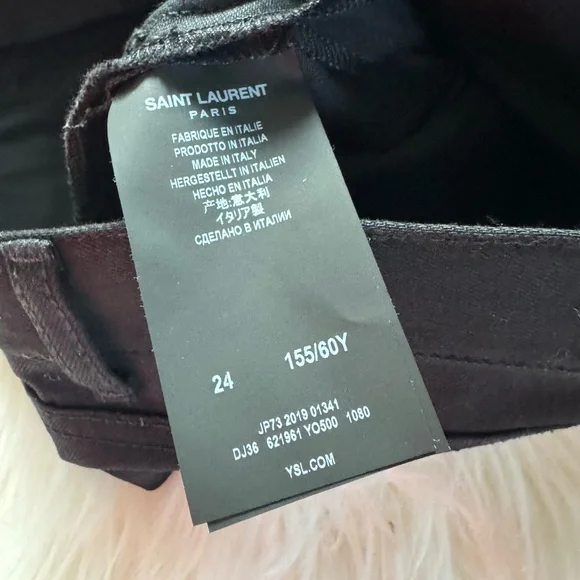 SAINT LAURENT
PARIS
FABRIQUE EN ITALIE
PRODOTTO IN ITALIA
MADE IN ITALY
HERGESTELLT IN ITALIEN
HECHO EN ITALIA
产地:意大利
イタリア製
СДЕЛАНО В ИТАЛИИ
24 155/60Y
JP73 2019 01341
DJ36 621961 YO500 1080
YSL.COM